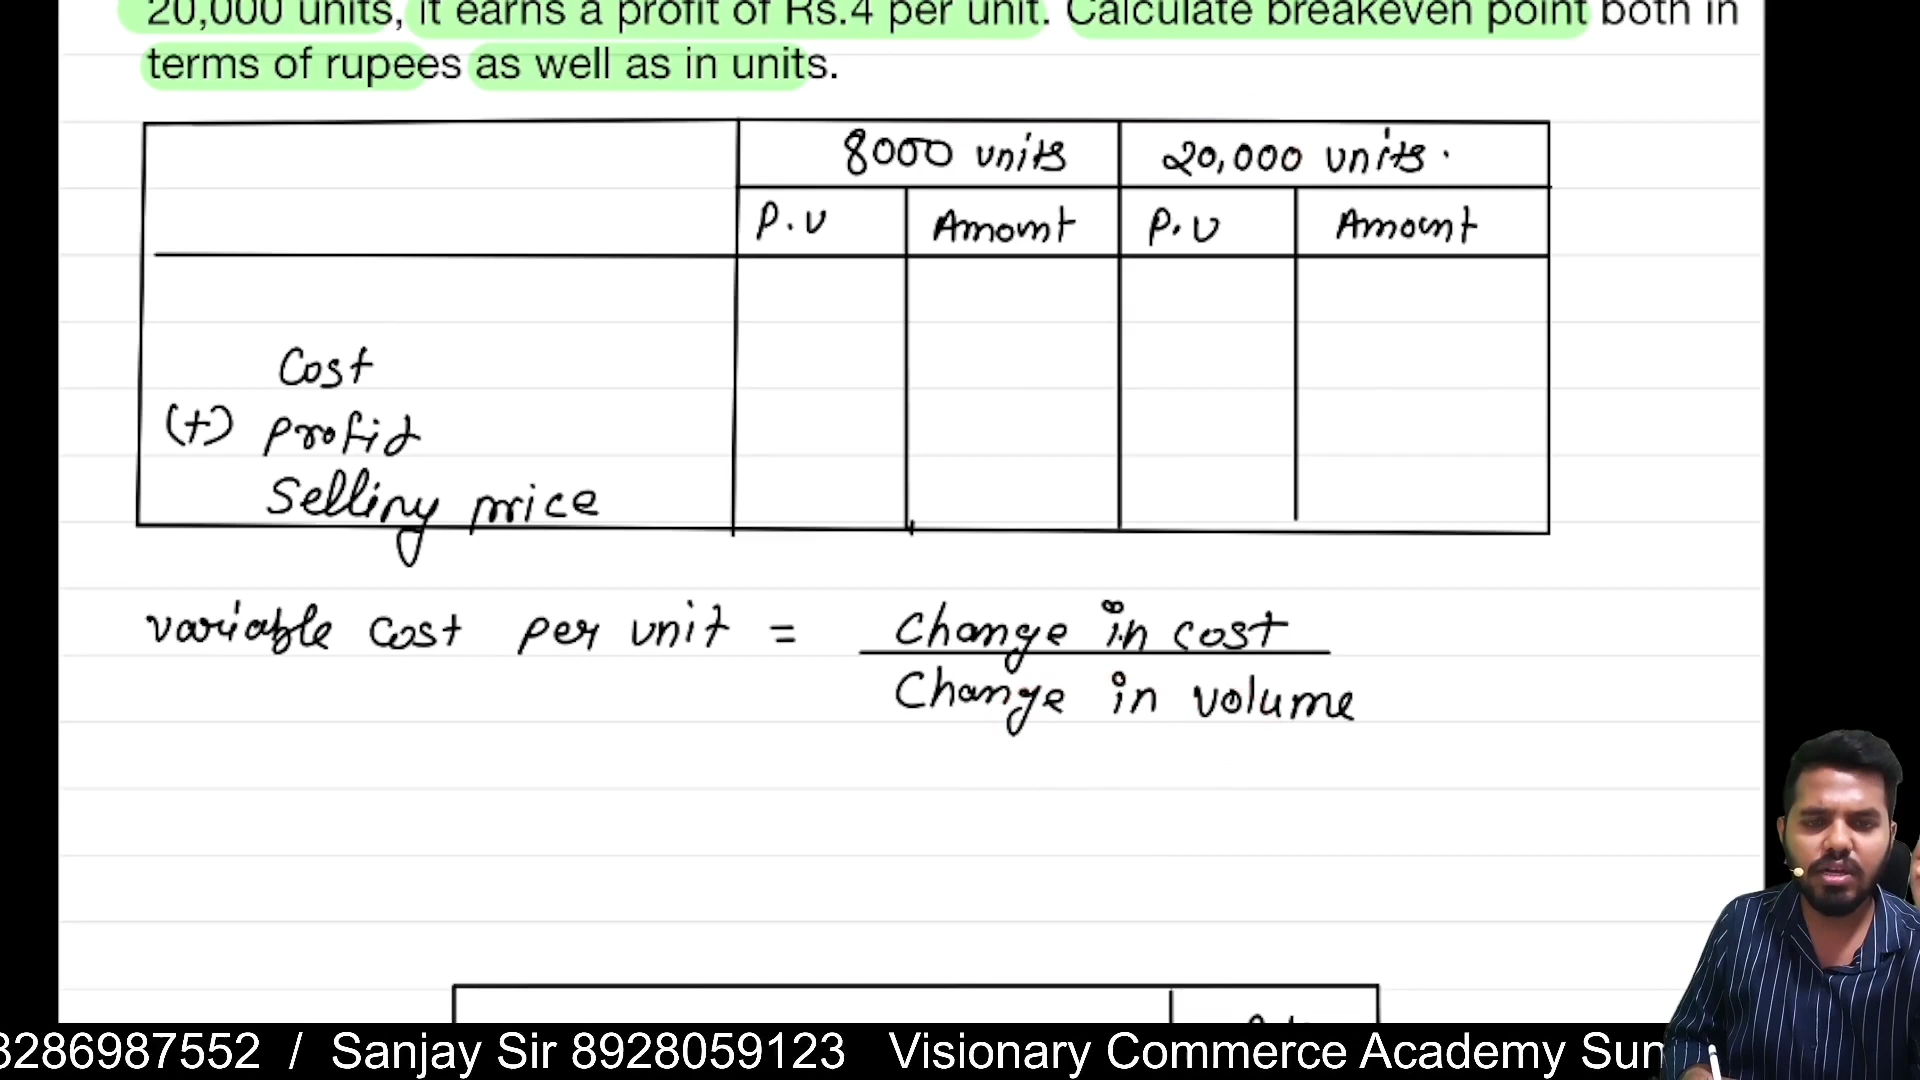 20,000 units, it earns a profit of Rs.4 per unit. Calculate breakeven point both in
terms of rupees as well as in units.
8000 units 20,000 units.
P.U Amount P.U Amount
Cost
(+) Profit
Selling price
Variable cost per unit = Change in cost
Change in volume
3286987552 / Sanjay Sir 8928059123 Visionary Commerce Academy Sun